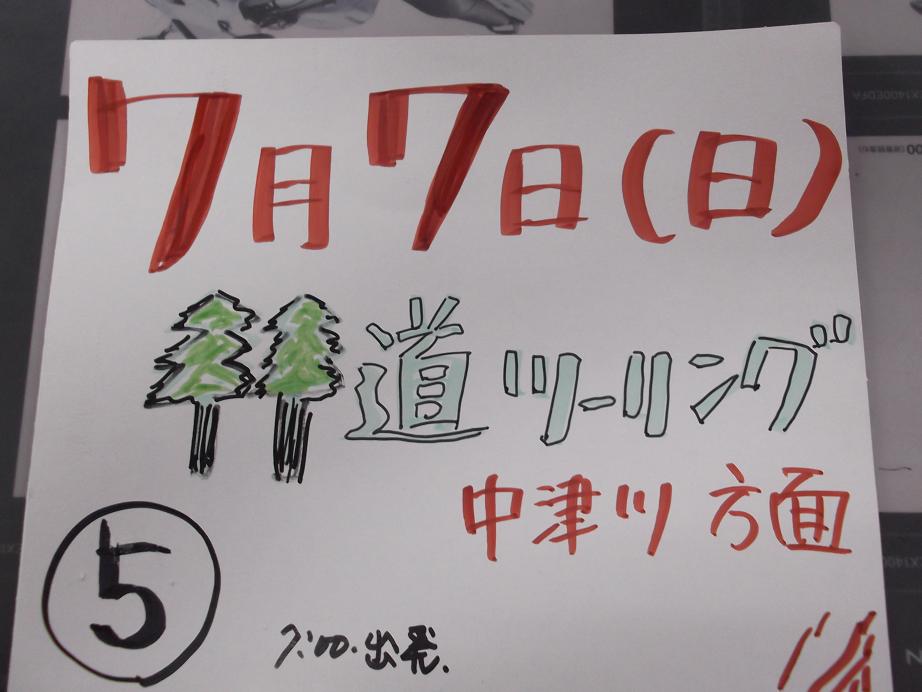 7月7日(日)
道ツーリング
中津川 方面
5
7:00.出発.